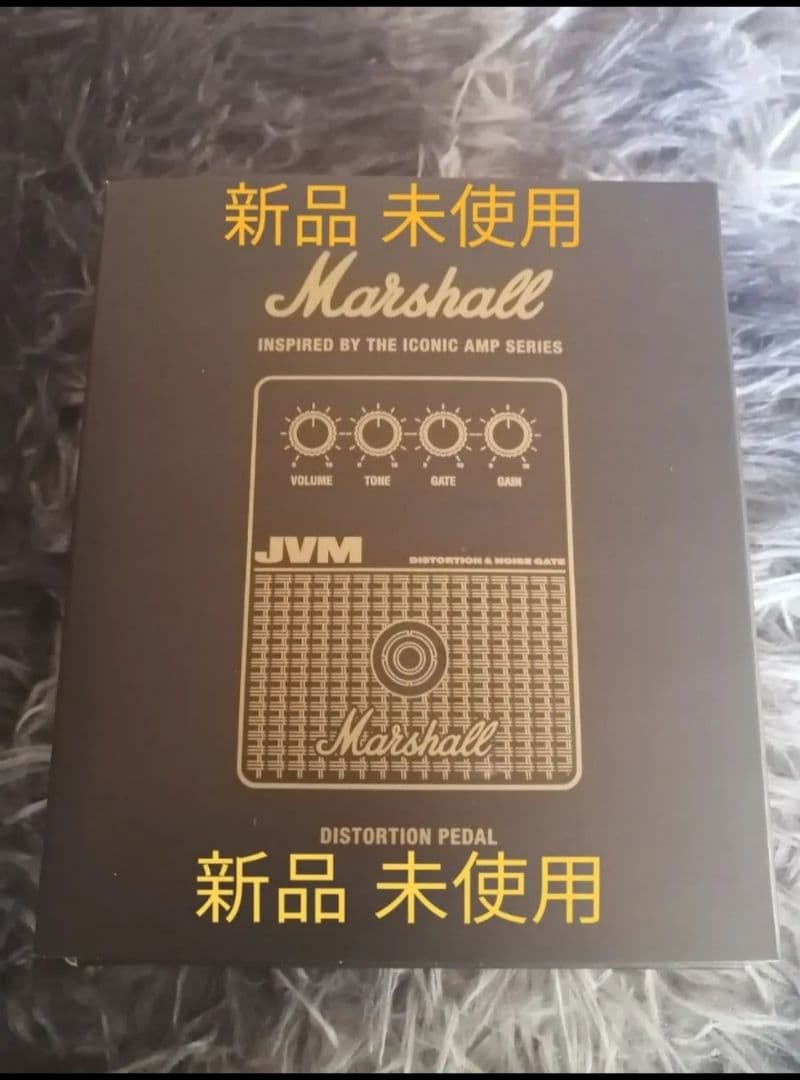 新品 未使用
Marshall
INSPIRED BY THE ICONIC AMP SERIES
VOLUME TONE GATE GAIN
JVM DISTORTION & NOISE GATE
Marshall
DISTORTION PEDAL
新品 未使用